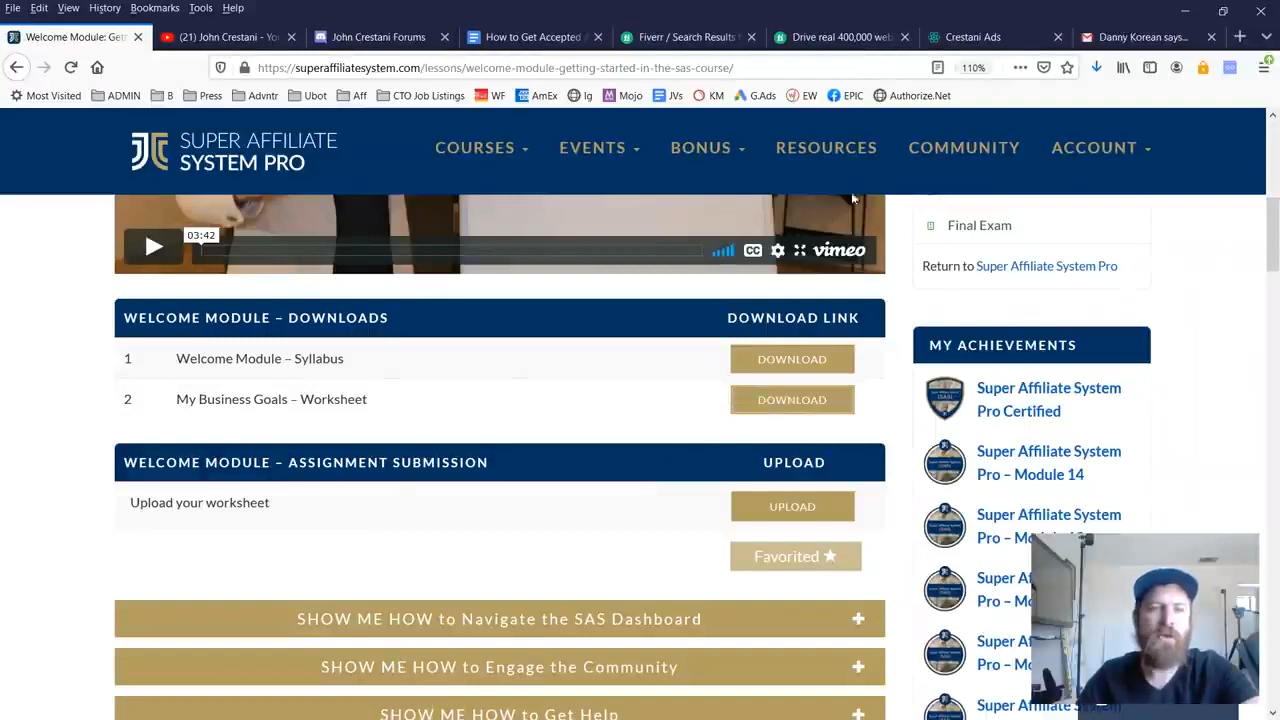 File Edit View History Bookmarks Tools Help
Welcome Module: Gett
(21) John Crestani - Yo
John Crestani Forums
How to Get Accepted
Fiverr / Search Results
Drive real 400,000 web
Crestani Ads
Danny Korean says...
https://superaffiliatesystem.com/lessons/welcome-module-getting-started-in-the-sas-course/
110%
Most Visited ADMIN B Press Advntr Ubot Aff CTO Job Listings WF AmEx Ig Mojo JVs KM G.Ads EW EPIC Authorize.Net
SUPER AFFILIATE
SYSTEM PRO
COURSES EVENTS BONUS RESOURCES COMMUNITY ACCOUNT
03:42
CC
vimeo
Final Exam
Return to Super Affiliate System Pro
WELCOME MODULE – DOWNLOADS DOWNLOAD LINK
1 Welcome Module – Syllabus DOWNLOAD
2 My Business Goals – Worksheet DOWNLOAD
WELCOME MODULE – ASSIGNMENT SUBMISSION UPLOAD
Upload your worksheet UPLOAD
Favorited ★
SHOW ME HOW to Navigate the SAS Dashboard +
SHOW ME HOW to Engage the Community +
SHOW ME HOW to Get Help +
MY ACHIEVEMENTS
Super Affiliate System
Pro Certified
Super Affiliate System
Pro – Module 14
Super Affiliate System
Pro –
Super
Pro –
Super
Pro –
Super Affiliate System